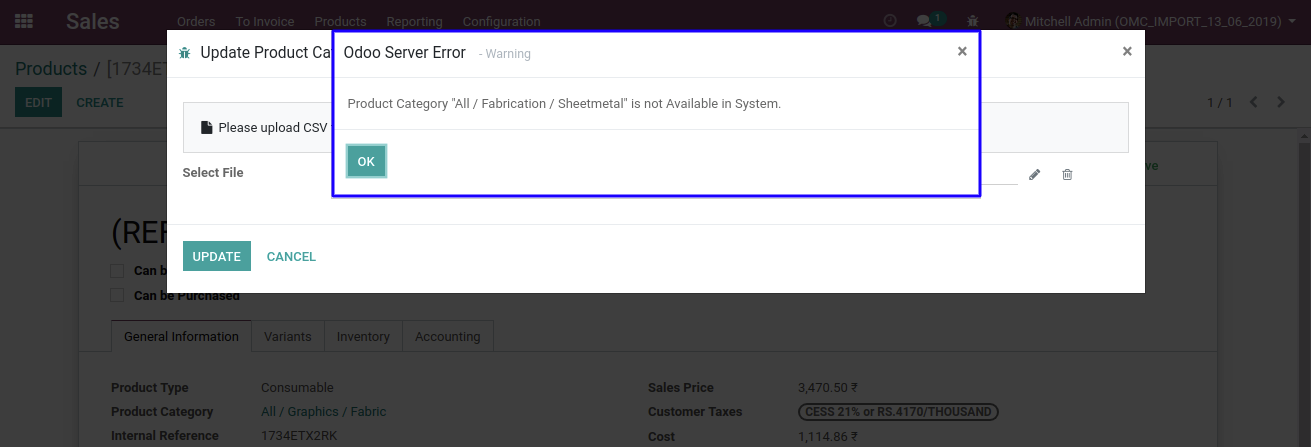 Sales Orders To Invoice Products Reporting Configuration 1 Mitchell Admin (OMC_IMPORT_13_06_2019)
Update Product Ca
Odoo Server Error - Warning × ×
Products / [1734ET
EDIT CREATE 1 / 1
Product Category "All / Fabrication / Sheetmetal" is not Available in System.
Please upload CSV
OK
Select File
ve
(REF
UPDATE CANCEL
Can b
Can be Purchased
General Information Variants Inventory Accounting
Product Type Consumable Sales Price 3,470.50 ₹
Product Category All / Graphics / Fabric Customer Taxes CESS 21% or RS.4170/THOUSAND
Internal Reference 1734ETX2RK Cost 1,114.86 ₹